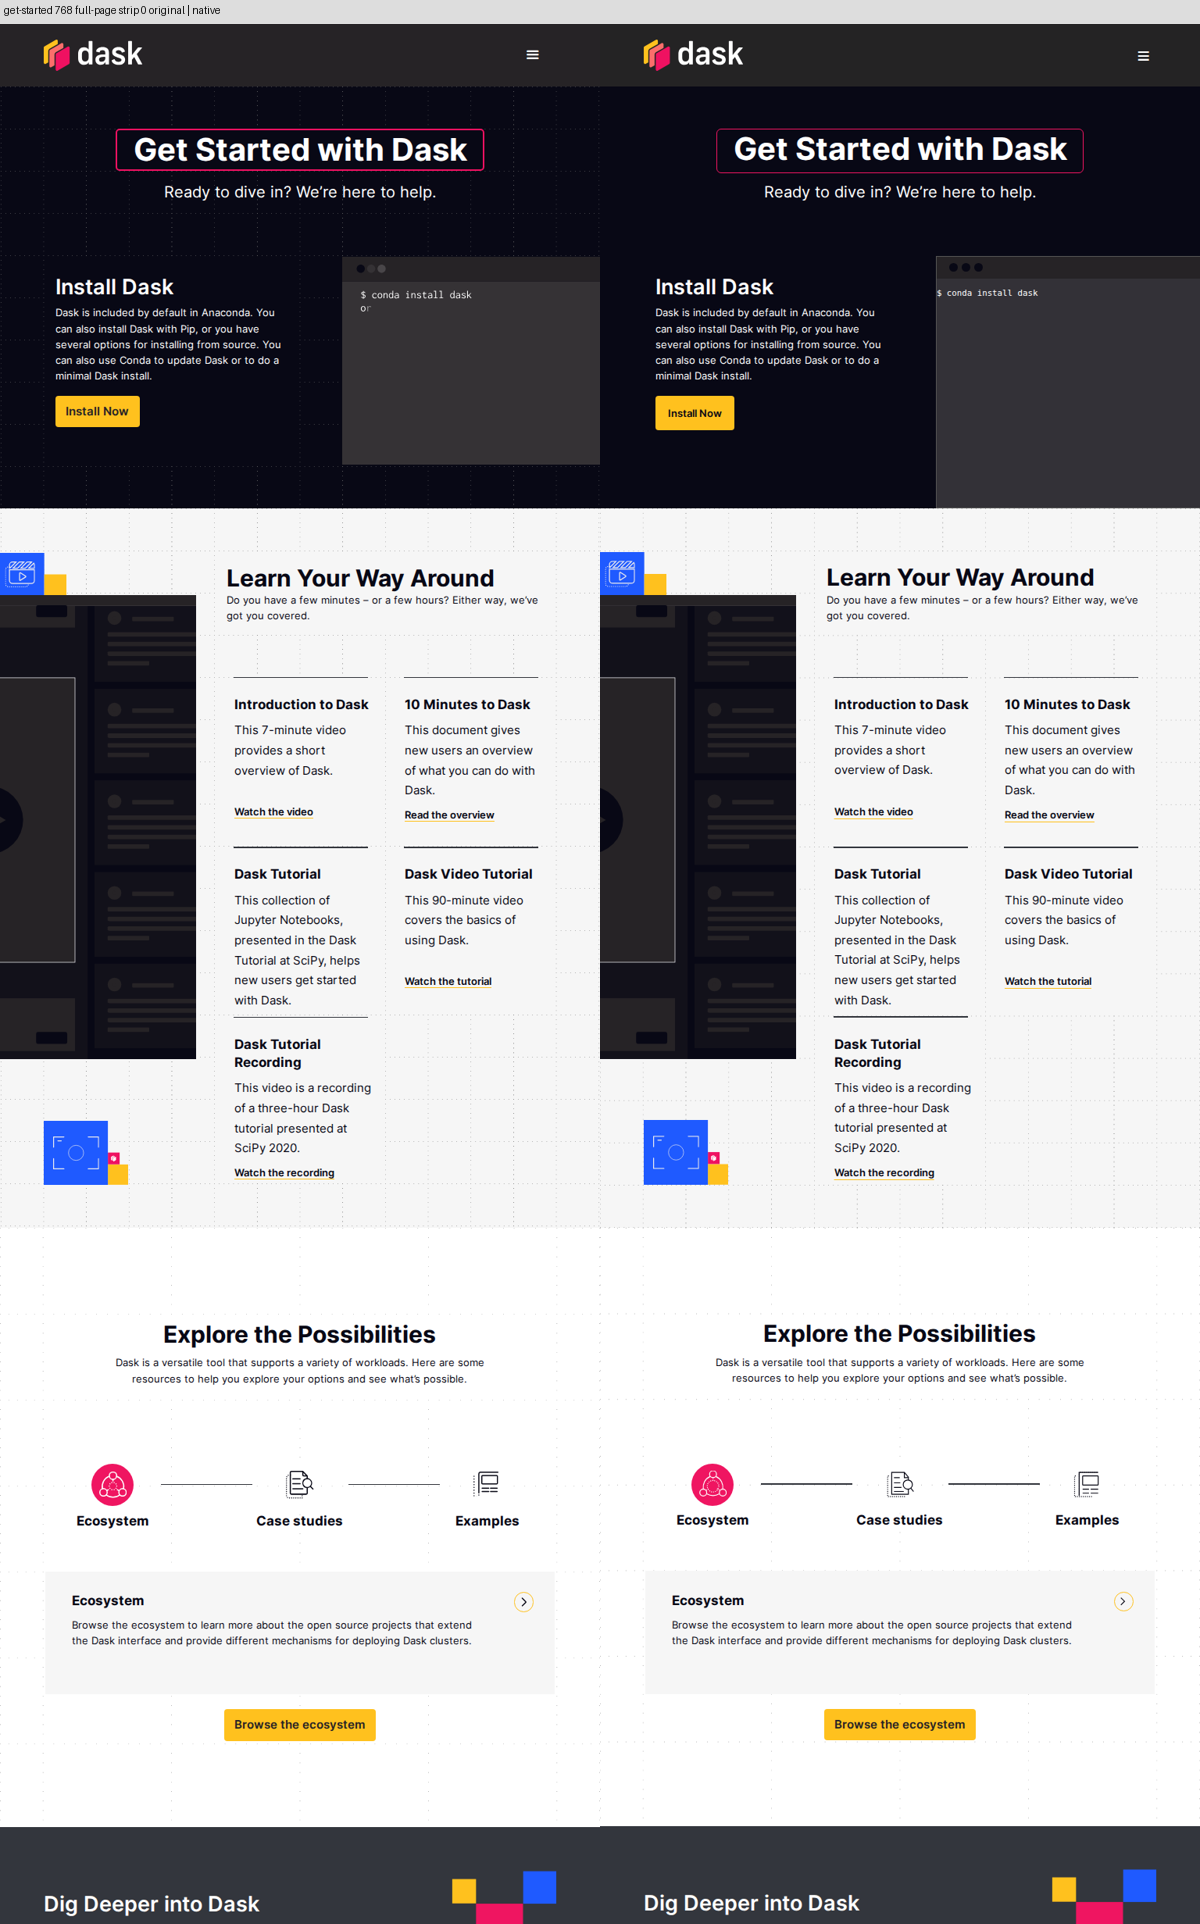 get-started 768 full-page strip 0 original | native
dask
Get Started with Dask
Ready to dive in? We're here to help.
Install Dask
Dask is included by default in Anaconda. You
can also install Dask with Pip, or you have
several options for installing from source. You
can also use Conda to update Dask or to do a
minimal Dask install.
Install Now
$ conda install dask
or
Learn Your Way Around
Do you have a few minutes – or a few hours? Either way, we've
got you covered.
Introduction to Dask
This 7-minute video
provides a short
overview of Dask.
Watch the video
10 Minutes to Dask
This document gives
new users an overview
of what you can do with
Dask.
Read the overview
Dask Tutorial
This collection of
Jupyter Notebooks,
presented in the Dask
Tutorial at SciPy, helps
new users get started
with Dask.
Dask Video Tutorial
This 90-minute video
covers the basics of
using Dask.
Watch the tutorial
Dask Tutorial
Recording
This video is a recording
of a three-hour Dask
tutorial presented at
SciPy 2020.
Watch the recording
Explore the Possibilities
Dask is a versatile tool that supports a variety of workloads. Here are some
resources to help you explore your options and see what's possible.
Ecosystem
Case studies
Examples
Ecosystem
Browse the ecosystem to learn more about the open source projects that extend
the Dask interface and provide different mechanisms for deploying Dask clusters.
Browse the ecosystem
Dig Deeper into Dask
dask
Get Started with Dask
Ready to dive in? We're here to help.
Install Dask
Dask is included by default in Anaconda. You
can also install Dask with Pip, or you have
several options for installing from source. You
can also use Conda to update Dask or to do a
minimal Dask install.
Install Now
$ conda install dask
Learn Your Way Around
Do you have a few minutes – or a few hours? Either way, we've
got you covered.
Introduction to Dask
This 7-minute video
provides a short
overview of Dask.
Watch the video
10 Minutes to Dask
This document gives
new users an overview
of what you can do with
Dask.
Read the overview
Dask Tutorial
This collection of
Jupyter Notebooks,
presented in the Dask
Tutorial at SciPy, helps
new users get started
with Dask.
Dask Video Tutorial
This 90-minute video
covers the basics of
using Dask.
Watch the tutorial
Dask Tutorial
Recording
This video is a recording
of a three-hour Dask
tutorial presented at
SciPy 2020.
Watch the recording
Explore the Possibilities
Dask is a versatile tool that supports a variety of workloads. Here are some
resources to help you explore your options and see what's possible.
Ecosystem
Case studies
Examples
Ecosystem
Browse the ecosystem to learn more about the open source projects that extend
the Dask interface and provide different mechanisms for deploying Dask clusters.
Browse the ecosystem
Dig Deeper into Dask